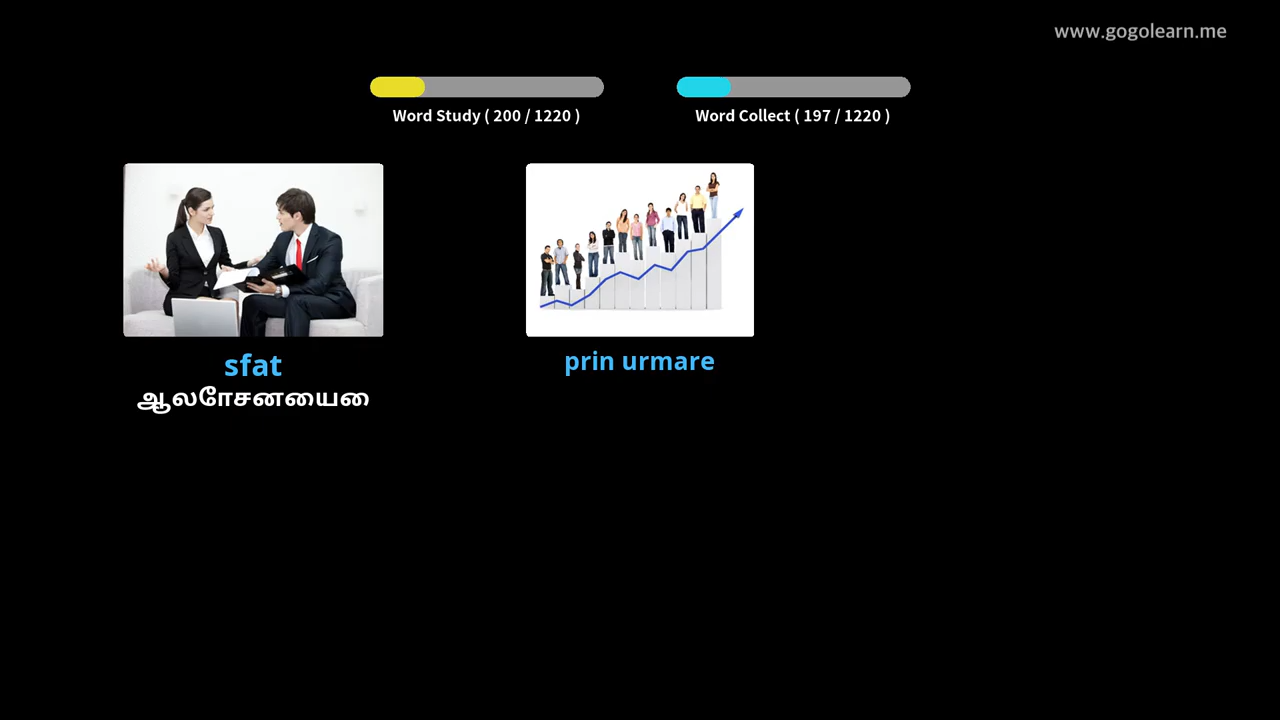 www.gogolearn.me
Word Study ( 200 / 1220 )
Word Collect ( 197 / 1220 )
sfat
ஆலோசனையை
prin urmare